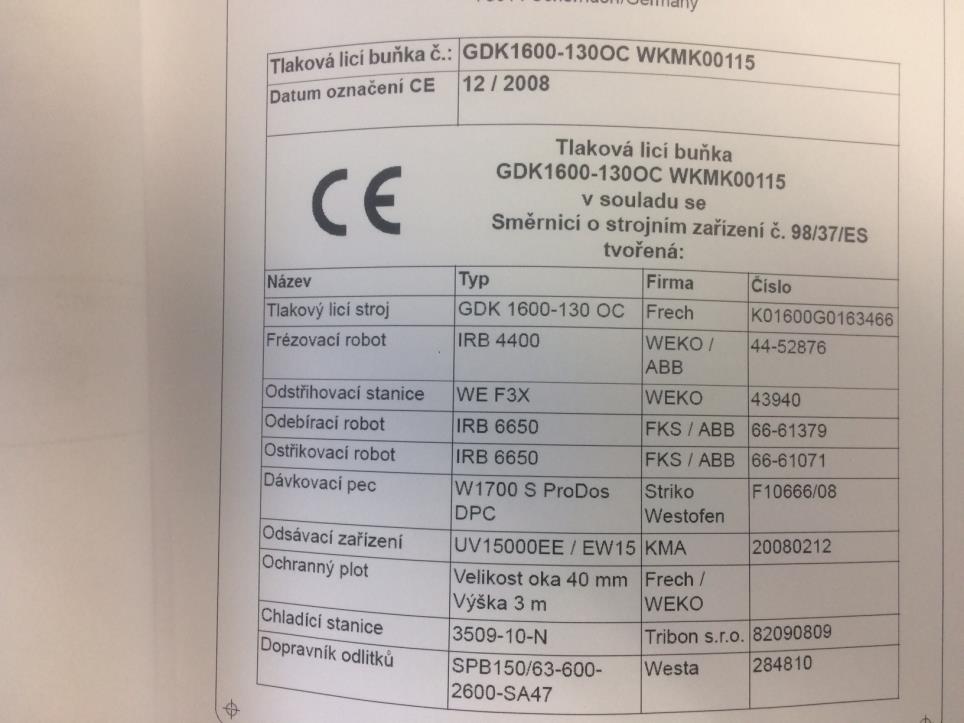 Tlaková licí buňka č.: GDK1600-130OC WKMK00115
Datum označení CE 12 / 2008
CE
Tlaková licí buňka
GDK1600-130OC WKMK00115
v souladu se
Směrnicí o strojním zařízení č. 98/37/ES
tvořená:
Název Typ Firma Číslo
Tlakový licí stroj GDK 1600-130 OC Frech K01600G0163466
Frézovací robot IRB 4400 WEKO / 44-52876
ABB
Odstřihovací stanice WE F3X WEKO 43940
Odebírací robot IRB 6650 FKS / ABB 66-61379
Ostřikovací robot IRB 6650 FKS / ABB 66-61071
Dávkovací pec W1700 S ProDos Striko F10666/08
DPC Westofen
Odsávací zařízení UV15000EE / EW15 KMA 20080212
Ochranný plot Velikost oka 40 mm Frech /
Výška 3 m WEKO
Chladící stanice 3509-10-N Tribon s.r.o. 82090809
Dopravník odlitků SPB150/63-600- Westa 284810
2600-SA47